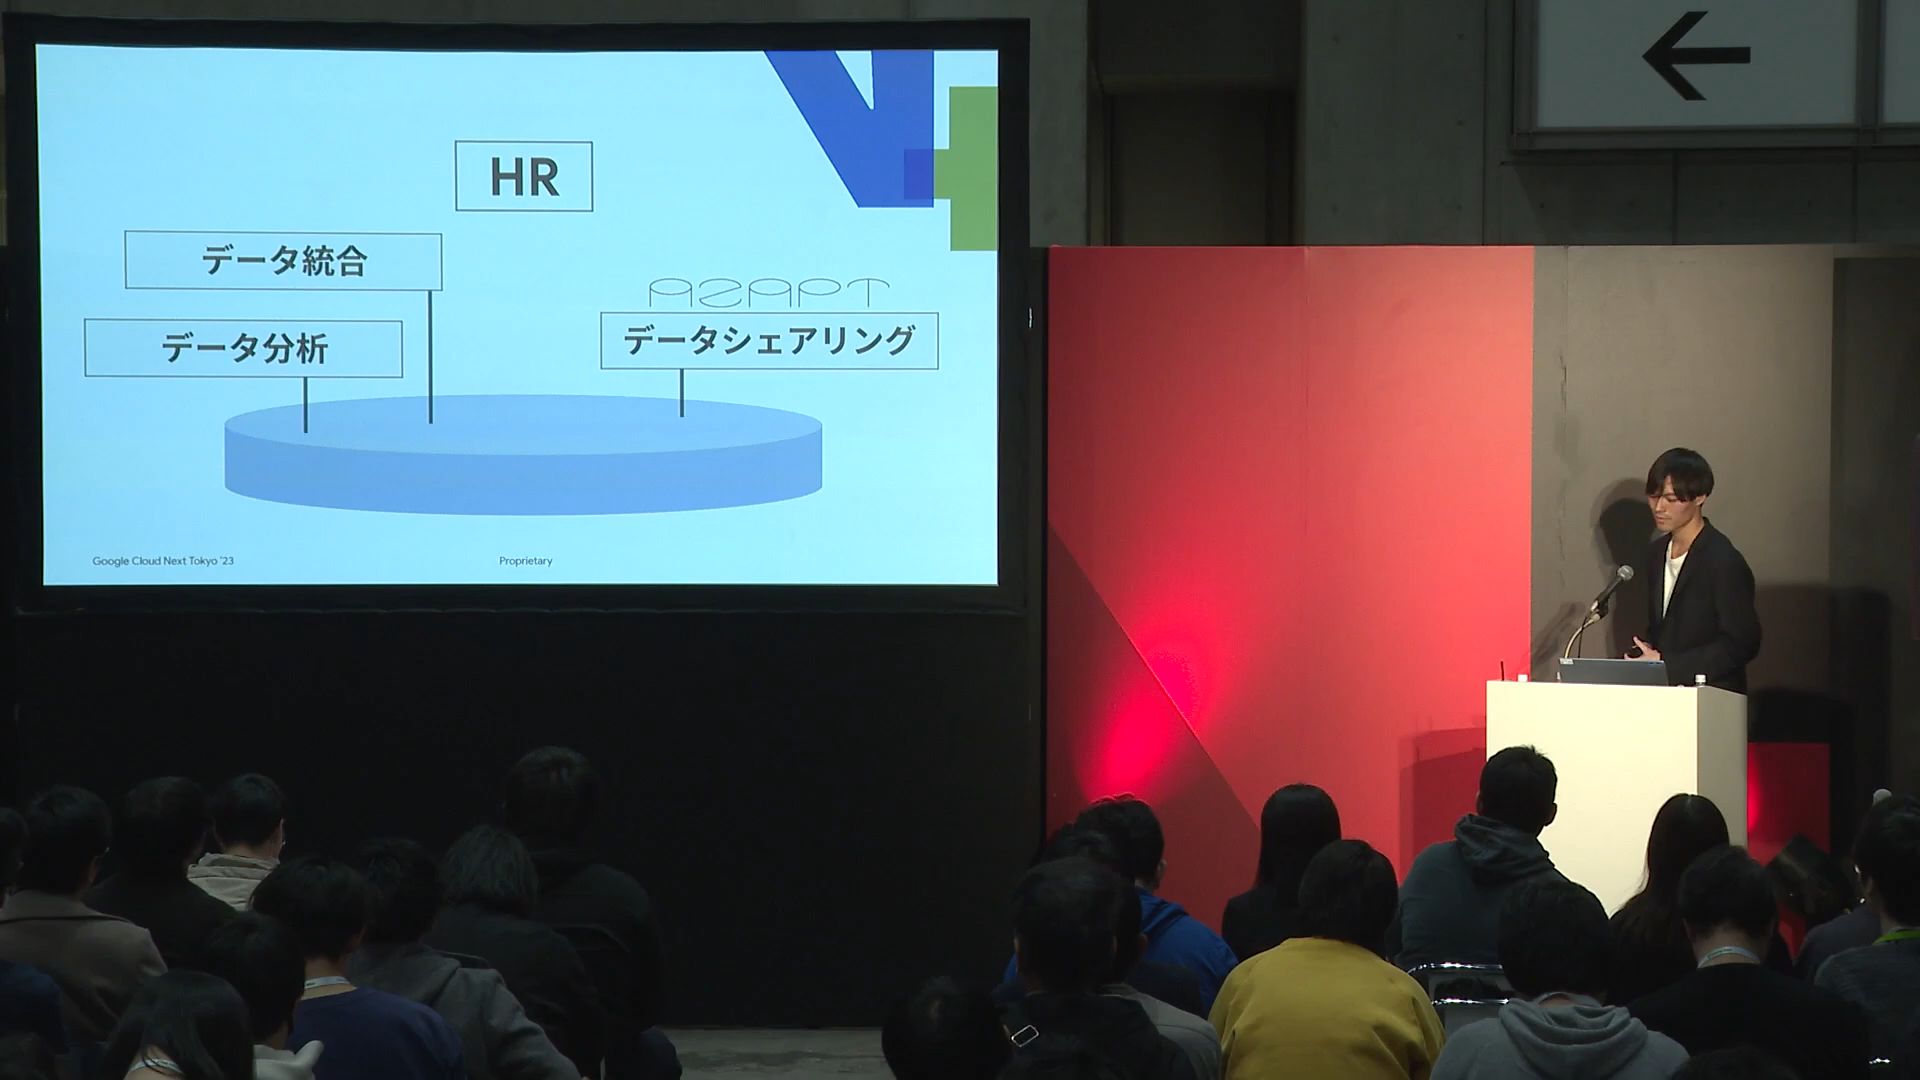 HR
データ統合
AZAPT
データシェアリング
データ分析
Google Cloud Next Tokyo '23
Proprietary